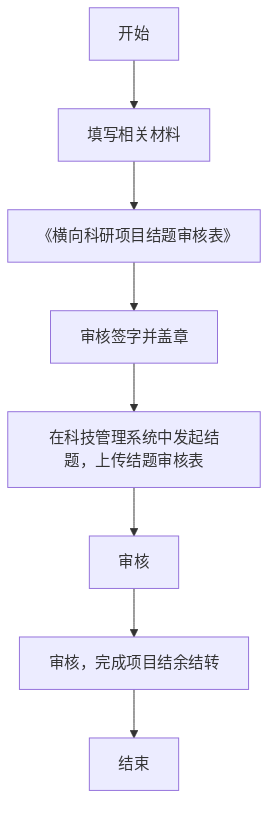 开始
填写相关材料
《横向科研项目结题审核表》
审核签字并盖章
在科技管理系统中发起结
题，上传结题审核表
审核
审核，完成项目结余结转
结束